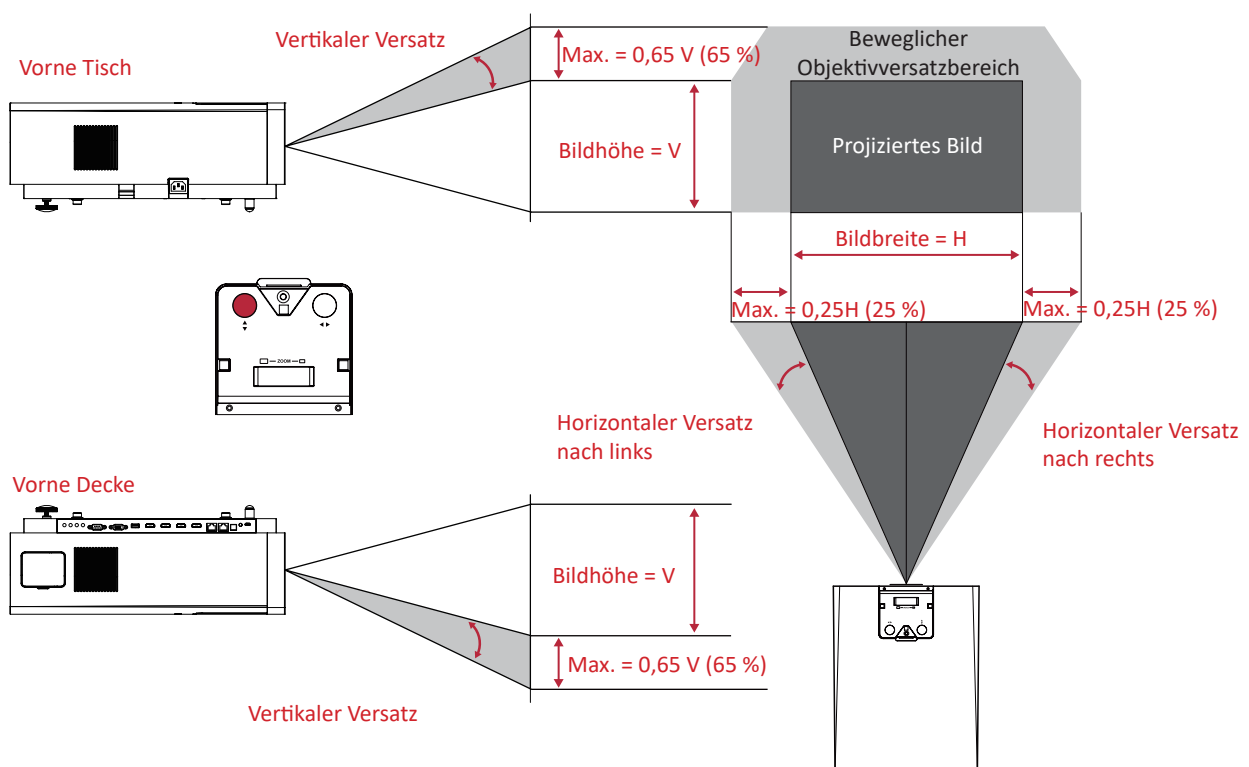 Vertikaler Versatz
Max. = 0,65 V (65 %)
Beweglicher
Objektivversatzbereich
Vorne Tisch
Bildhöhe = V
Projiziertes Bild
Bildbreite = H
Max. = 0,25H (25 %)
Max. = 0,25H (25 %)
ZOOM
Horizontaler Versatz
nach links
Horizontaler Versatz
nach rechts
Vorne Decke
Bildhöhe = V
Max. = 0,65 V (65 %)
Vertikaler Versatz